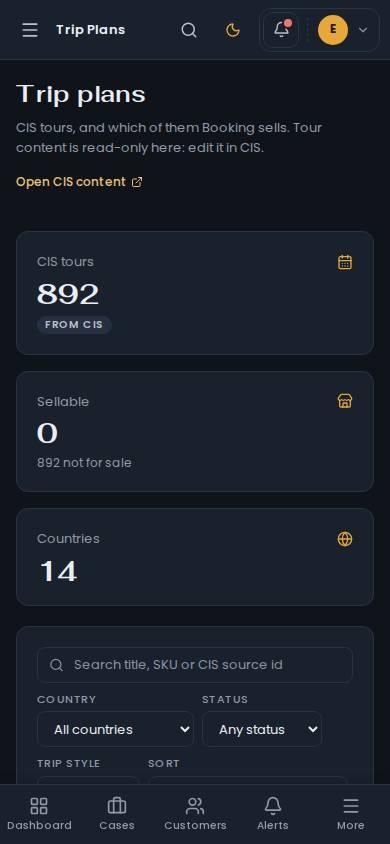 Trip Plans
E
Trip plans
CIS tours, and which of them Booking sells. Tour
content is read-only here: edit it in CIS.
Open CIS content
CIS tours
892
FROM CIS
Sellable
0
892 not for sale
Countries
14
Search title, SKU or CIS source id
COUNTRY STATUS
All countries Any status
TRIP STYLE SORT
Dashboard Cases Customers Alerts More